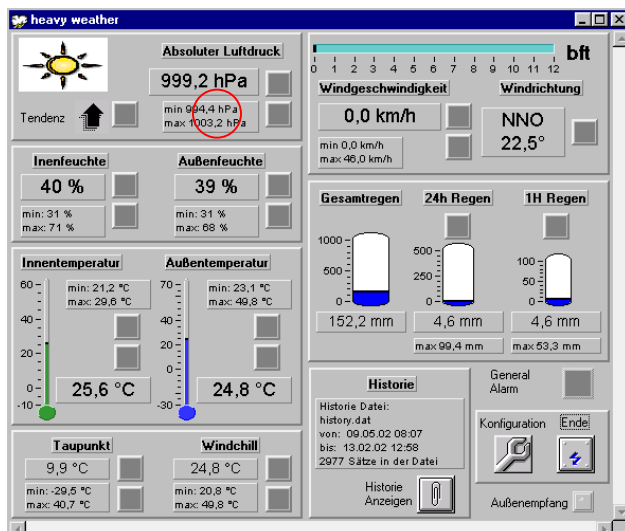 heavy weather
Absoluter Luftdruck
999,2 hPa
Tendenz
min 994,4 hPa
max 1003,2 hPa
bft
0 1 2 3 4 5 6 7 8 9 10 11 12
Windgeschwindigkeit
Windrichtung
0,0 km/h
NNO
22,5°
min 0,0 km/h
max 46,0 km/h
Inenfeuchte
Außenfeuchte
40 %
39 %
min: 31 %
max: 71 %
min: 31 %
max: 68 %
Gesamtregen
24h Regen
1H Regen
1000
500
0
500
250
0
100
50
0
152,2 mm
4,6 mm
4,6 mm
max 99,4 mm
max 53,3 mm
Innentemperatur
Außentemperatur
60
40
20
0
-10
min: 21,2 °C
max: 29,6 °C
25,6 °C
70
40
20
0
-30
min: 23,1 °C
max: 49,8 °C
24,8 °C
Taupunkt
Windchill
9,9 °C
24,8 °C
min: -29,5 °C
max: 40,7 °C
min: 20,8 °C
max: 49,8 °C
Historie
Historie Datei:
history.dat
von: 09.05.02 08:07
bis: 13.02.02 12:58
2977 Sätze in der Datei
Historie
Anzeigen
General
Alarm
Konfiguration
Ende
Außenempfang